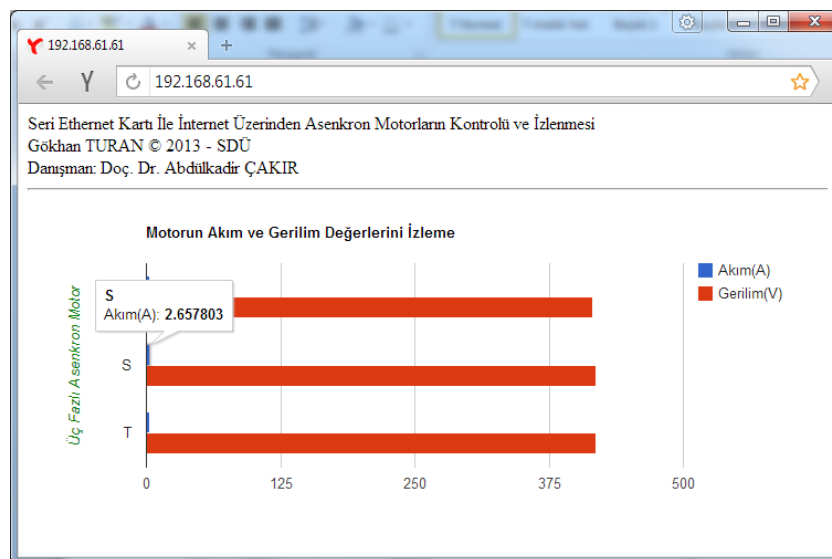 192.168.61.61
192.168.61.61
Seri Ethernet Kartı İle İnternet Üzerinden Asenkron Motorların Kontrolü ve İzlenmesi
Gökhan TURAN © 2013 - SDÜ
Danışman: Doç. Dr. Abdülkadir ÇAKIR
Motorun Akım ve Gerilim Değerlerini İzleme
Akım(A)
Gerilim(V)
Üç Fazlı Asenkron Motor
S
Akım(A): 2.657803
S
T
0 125 250 375 500